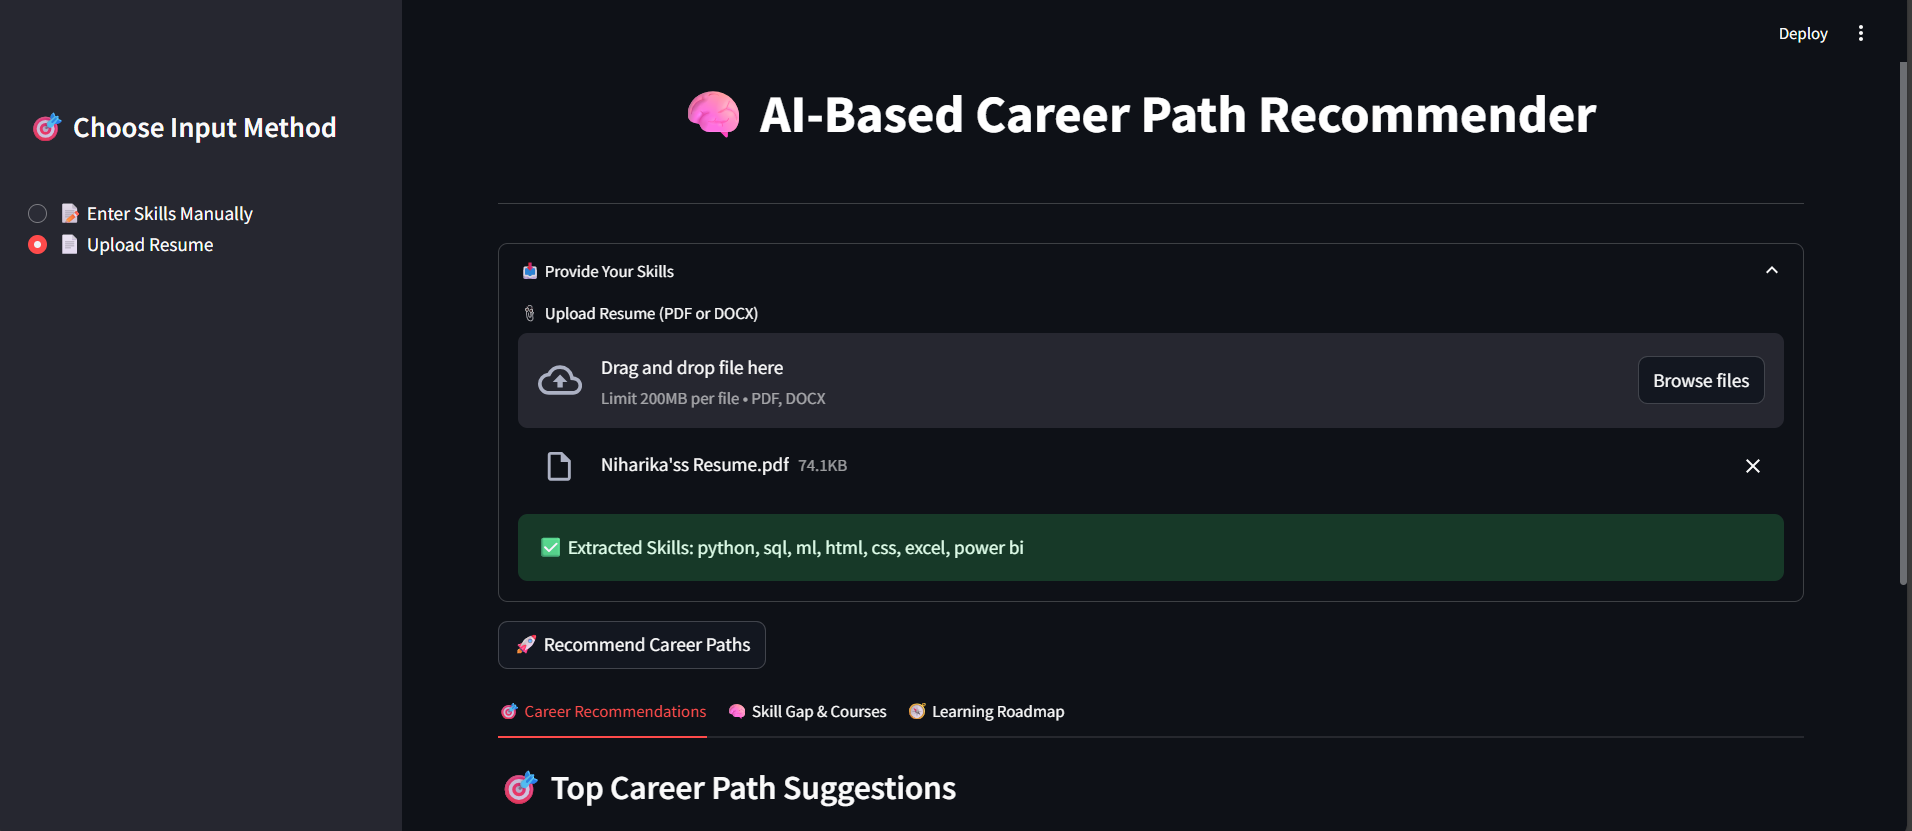 Deploy
Choose Input Method
Enter Skills Manually
Upload Resume
AI-Based Career Path Recommender
Provide Your Skills
Upload Resume (PDF or DOCX)
Drag and drop file here
Limit 200MB per file • PDF, DOCX
Browse files
Niharika'ss Resume.pdf 74.1KB
Extracted Skills: python, sql, ml, html, css, excel, power bi
Recommend Career Paths
Career Recommendations Skill Gap & Courses Learning Roadmap
Top Career Path Suggestions